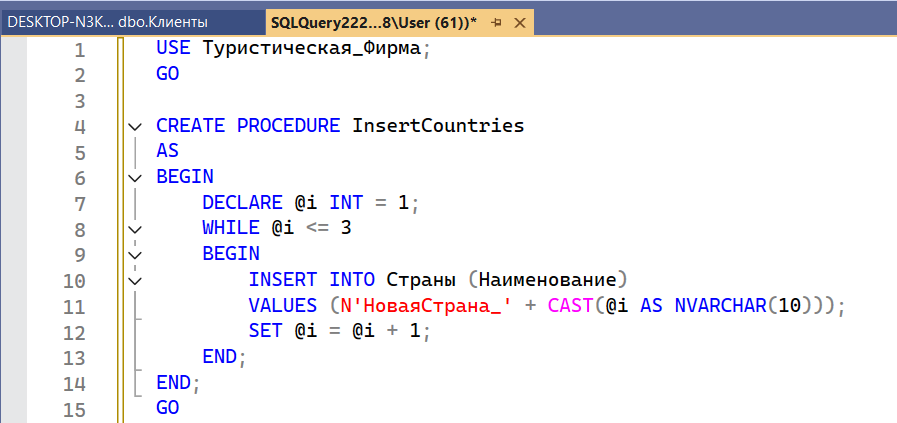 DESKTOP-N3K... dbo.Клиенты SQLQuery222...8\User (61))*
1 USE Туристическая_Фирма;
2 GO
3
4 CREATE PROCEDURE InsertCountries
5 AS
6 BEGIN
7 DECLARE @i INT = 1;
8 WHILE @i <= 3
9 BEGIN
10 INSERT INTO Страны (Наименование)
11 VALUES (N'НоваяСтрана_' + CAST(@i AS NVARCHAR(10)));
12 SET @i = @i + 1;
13 END;
14 END;
15 GO